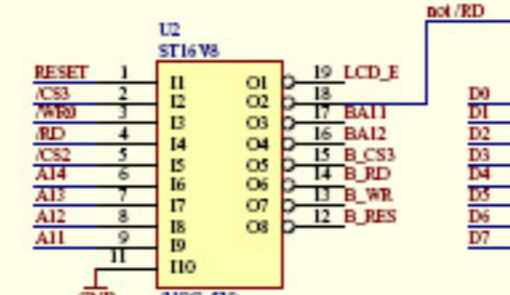 not /RD
U2
ST16V8
RESET 1 I1 O1 19 LCD_E
/CS3 2 I2 O2 18 D0
/WR0 3 I3 O3 17 BA11 D1
/RD 4 I4 O4 16 BA12 D2
/CS2 5 I5 O5 15 B_CS3 D3
A14 6 I6 O6 14 B_RD D4
A13 7 I7 O7 13 B_WR D5
A12 8 I8 O8 12 B_RES D6
A11 9 I9 D7
11 I10